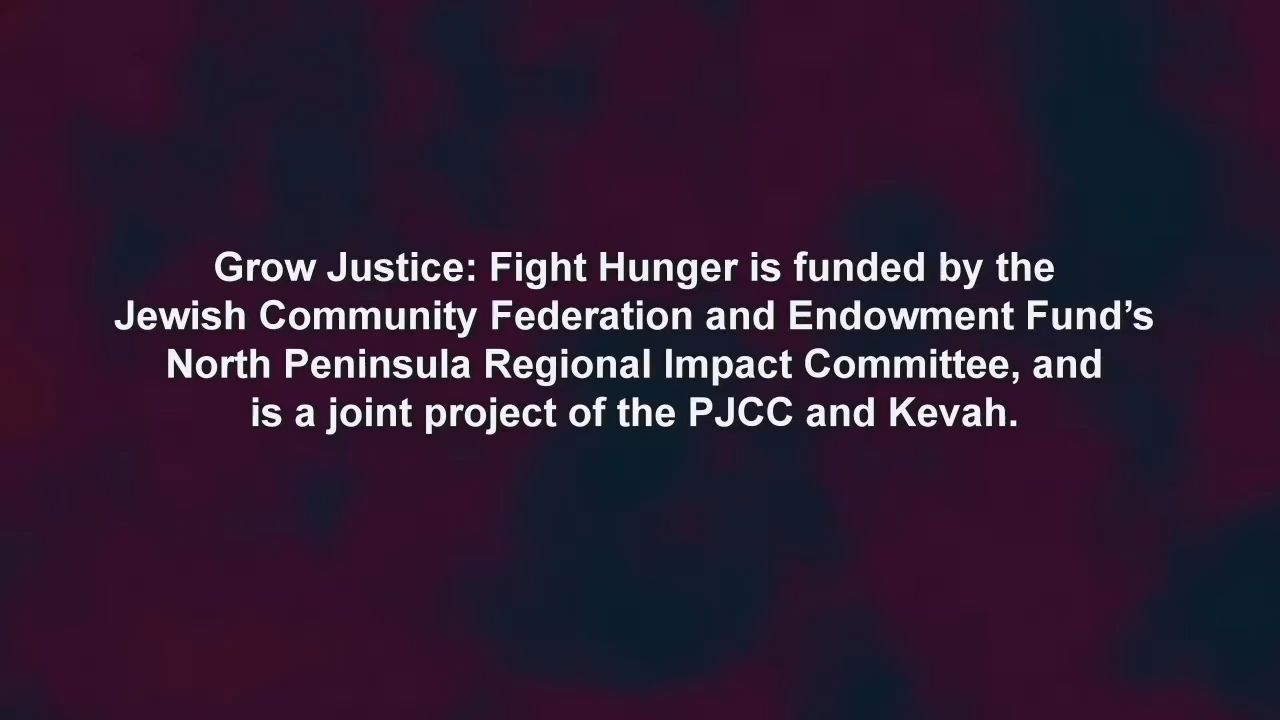 Grow Justice: Fight Hunger is funded by the
Jewish Community Federation and Endowment Fund’s
North Peninsula Regional Impact Committee, and
is a joint project of the PJCC and Kevah.